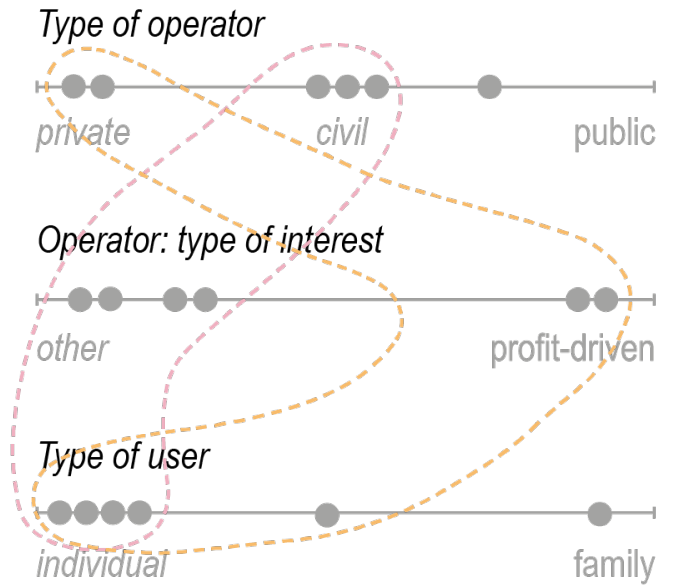 Type of operator
private civil public
Operator: type of interest
other profit-driven
Type of user
individual family